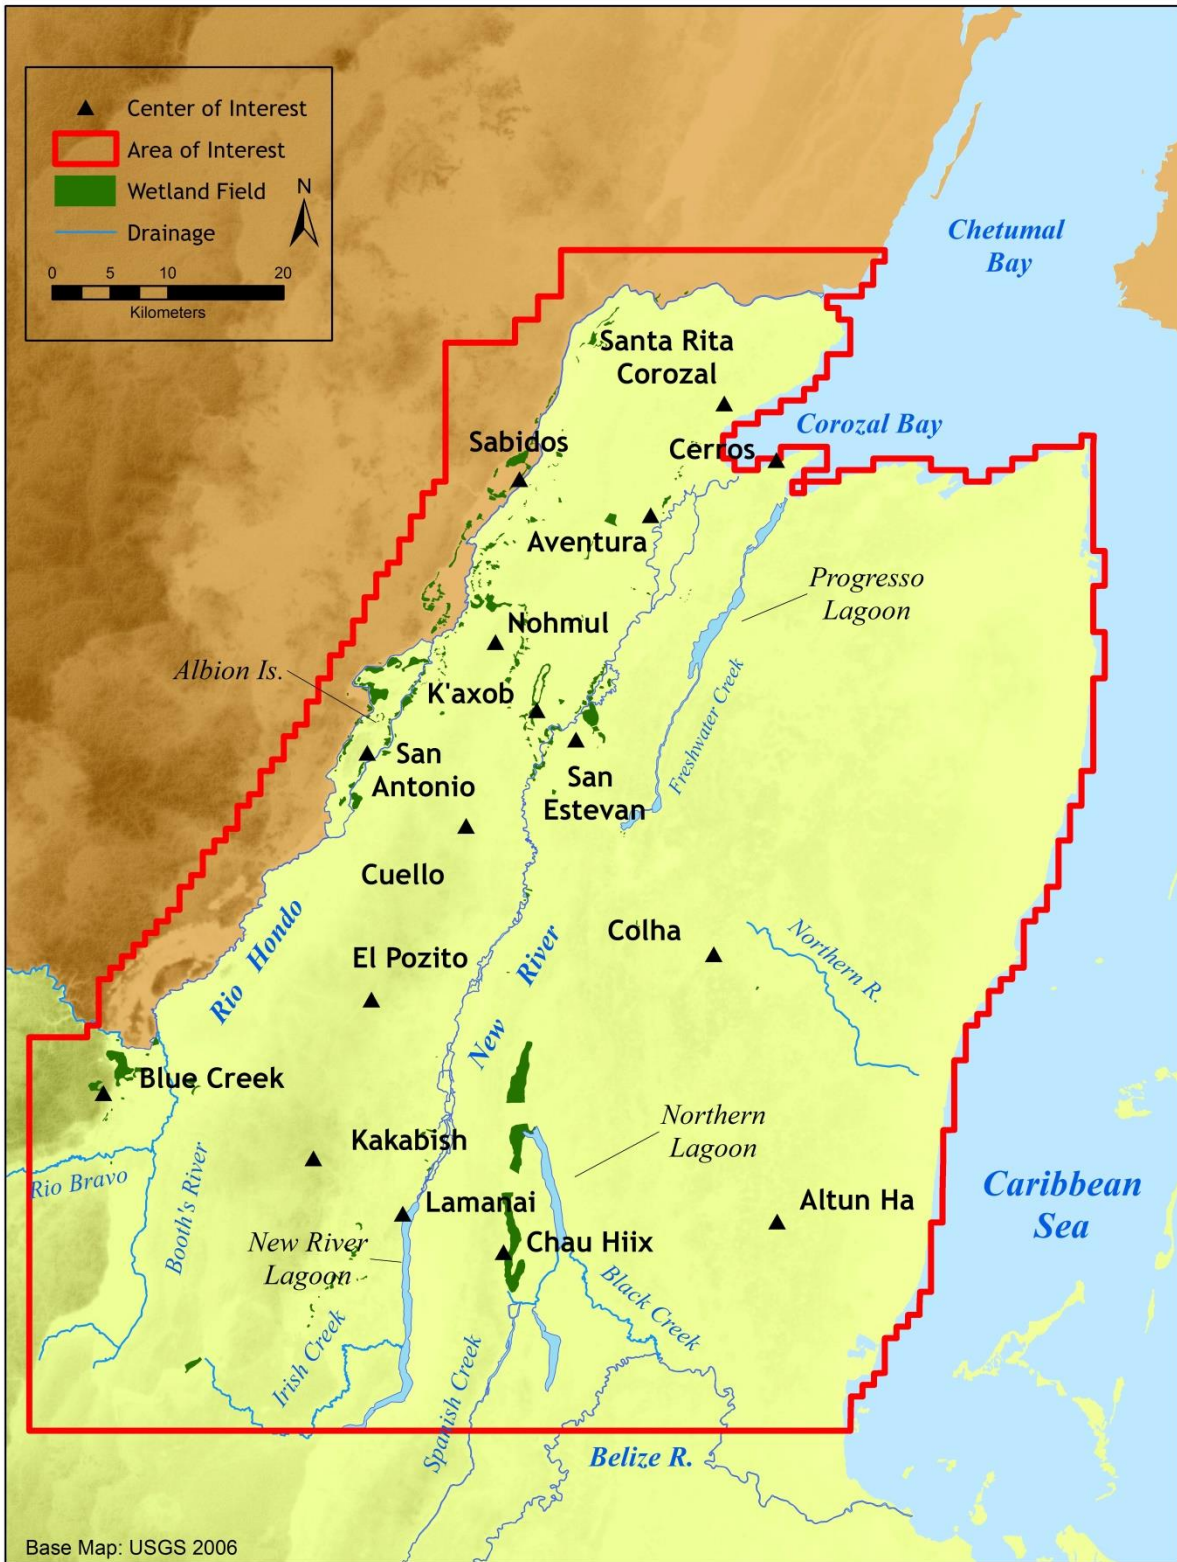 Center of Interest
Area of Interest
Wetland Field
N
Drainage
0 5 10 20
Kilometers
Chetumal
Bay
Santa Rita
Corozal
Corozal Bay
Sabidos
Cerros
Aventura
Progresso
Lagoon
Nohmul
Albion Is.
K'axob
Freshwater Creek
San
Antonio
San
Estevan
Cuello
Rio Hondo
Colha
El Pozito
New River
Northern R.
Blue Creek
Northern
Lagoon
Kakabish
Rio Bravo
Booth's River
Caribbean
Sea
Lamanai
Altun Ha
New River
Lagoon
Chau Hiix
Black Creek
Irish Creek
Spanish Creek
Belize R.
Base Map: USGS 2006